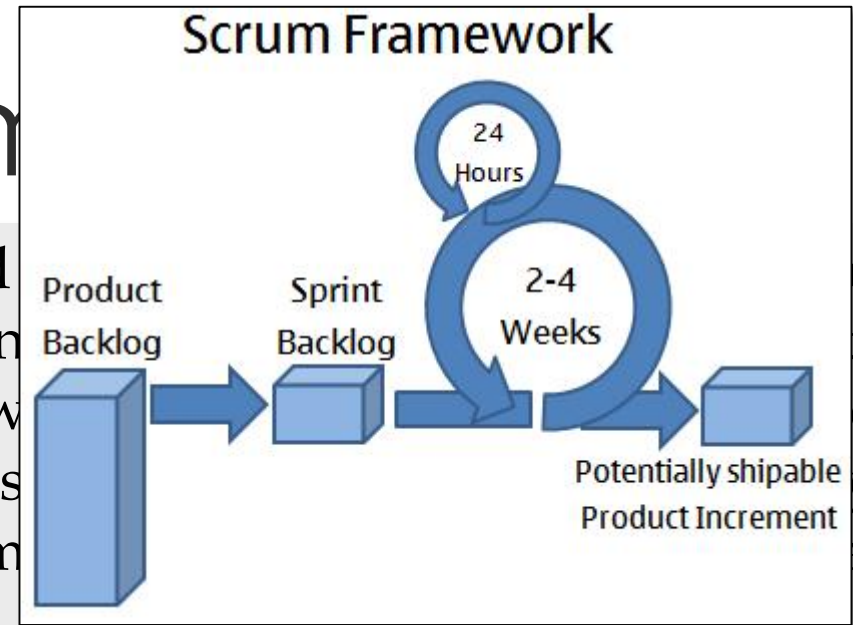 Scrum Framework
24
Hours
Product
Backlog
Sprint
Backlog
2-4
Weeks
Potentially shipable
Product Increment